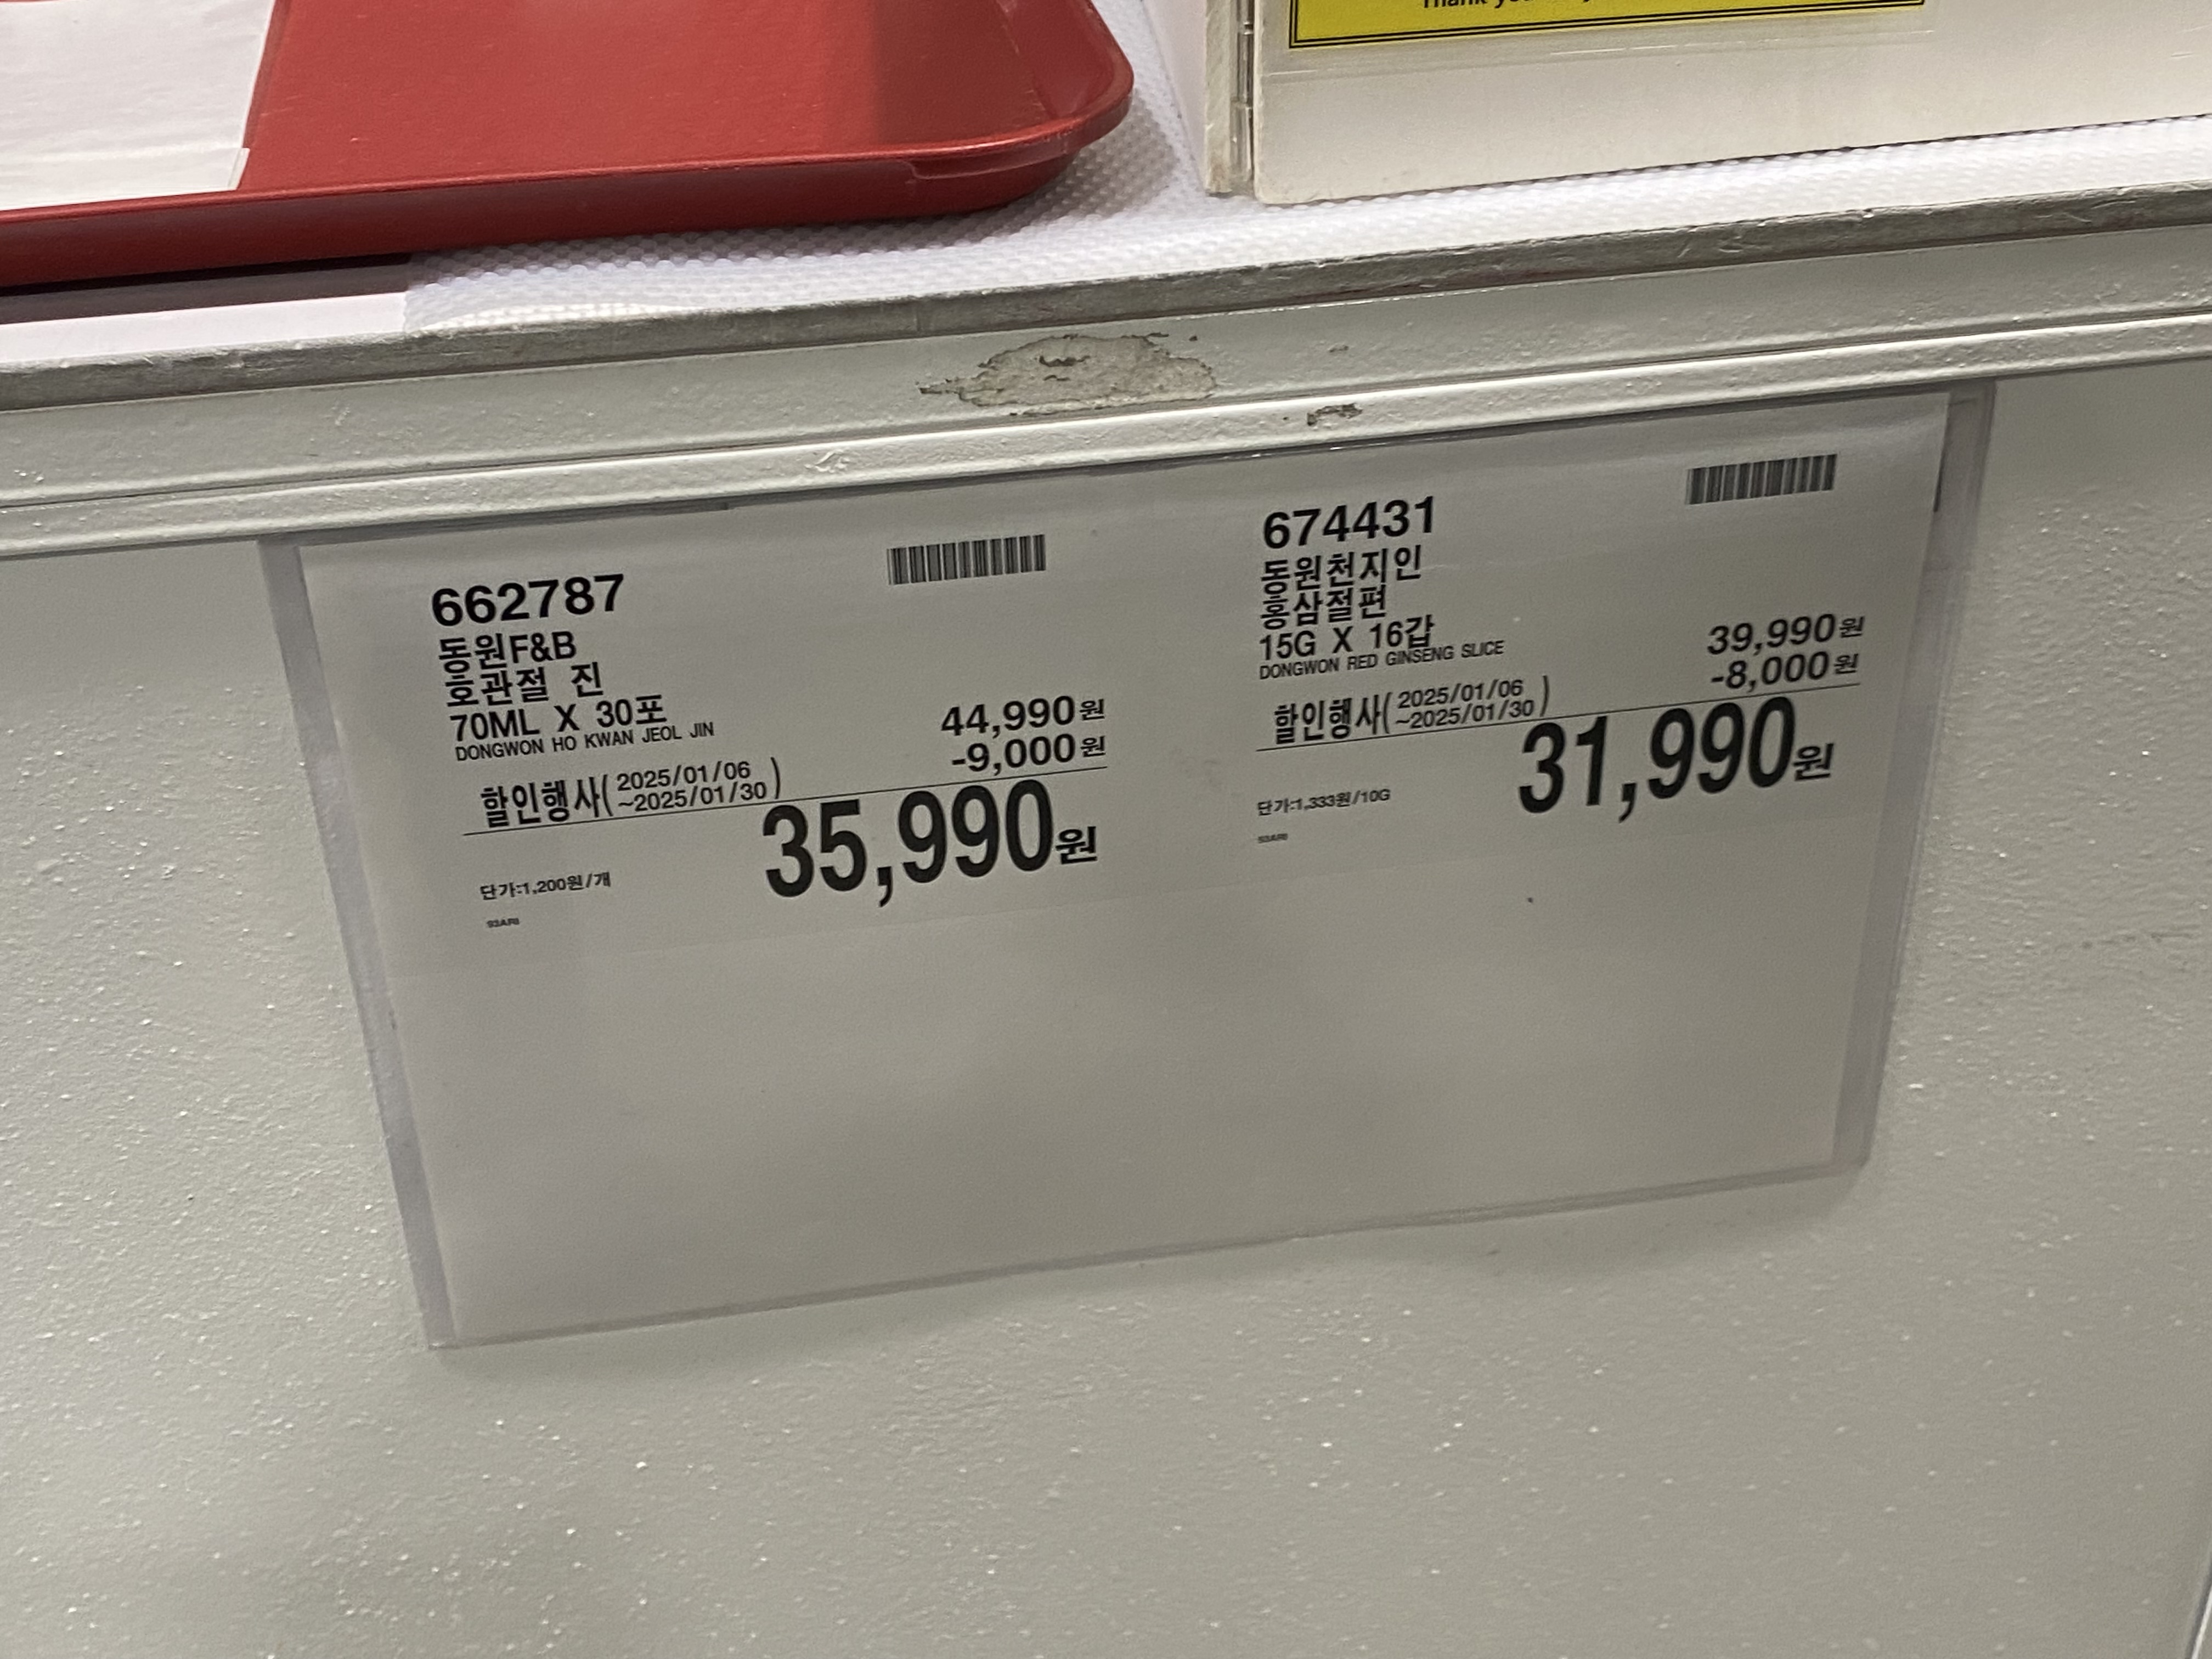 Thank you
662787
동원F&B
호관절 진
70ML X 30포
DONGWON HO KWAN JEOL JIN
44,990원
-9,000원
할인행사(2025/01/06
~2025/01/30)
35,990원
단가:1,200원/개
93ARI
674431
동원천지인
홍삼절편
15G X 16갑
DONGWON RED GINSENG SLICE
39,990원
-8,000원
할인행사(2025/01/06
~2025/01/30)
31,990원
단가:1,333원/10G
93ARI